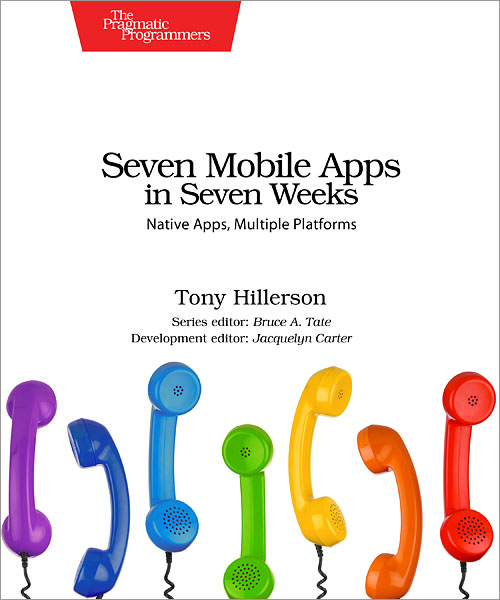 The
Pragmatic
Programmers
Seven Mobile Apps
in Seven Weeks
Native Apps, Multiple Platforms
Tony Hillerson
Series editor: Bruce A. Tate
Development editor: Jacquelyn Carter